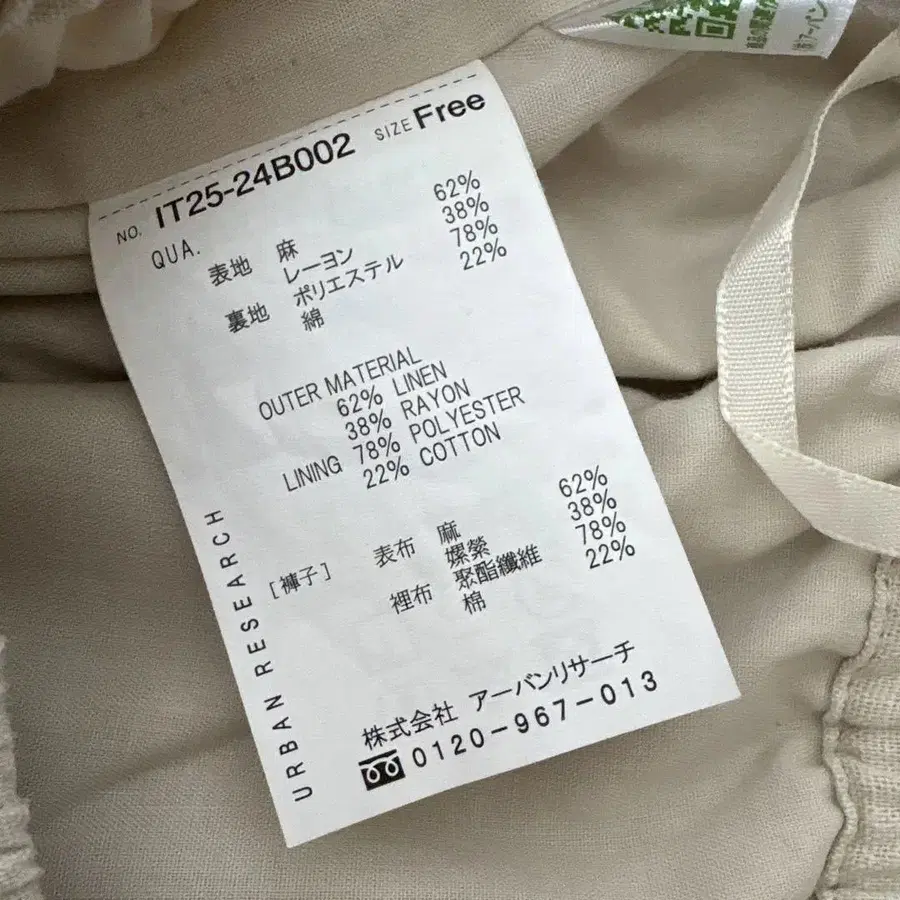 NO. IT25-24B002 SIZE Free
QUA.
表地 麻 62%
レーヨン 38%
裏地 ポリエステル 78%
綿 22%
OUTER MATERIAL
62% LINEN
38% RAYON
LINING 78% POLYESTER
22% COTTON
[褲子] 表布 麻 62%
嫘縈 38%
裡布 聚酯纖維 78%
棉 22%
URBAN RESEARCH
株式会社 アーバンリサーチ
0120-967-013